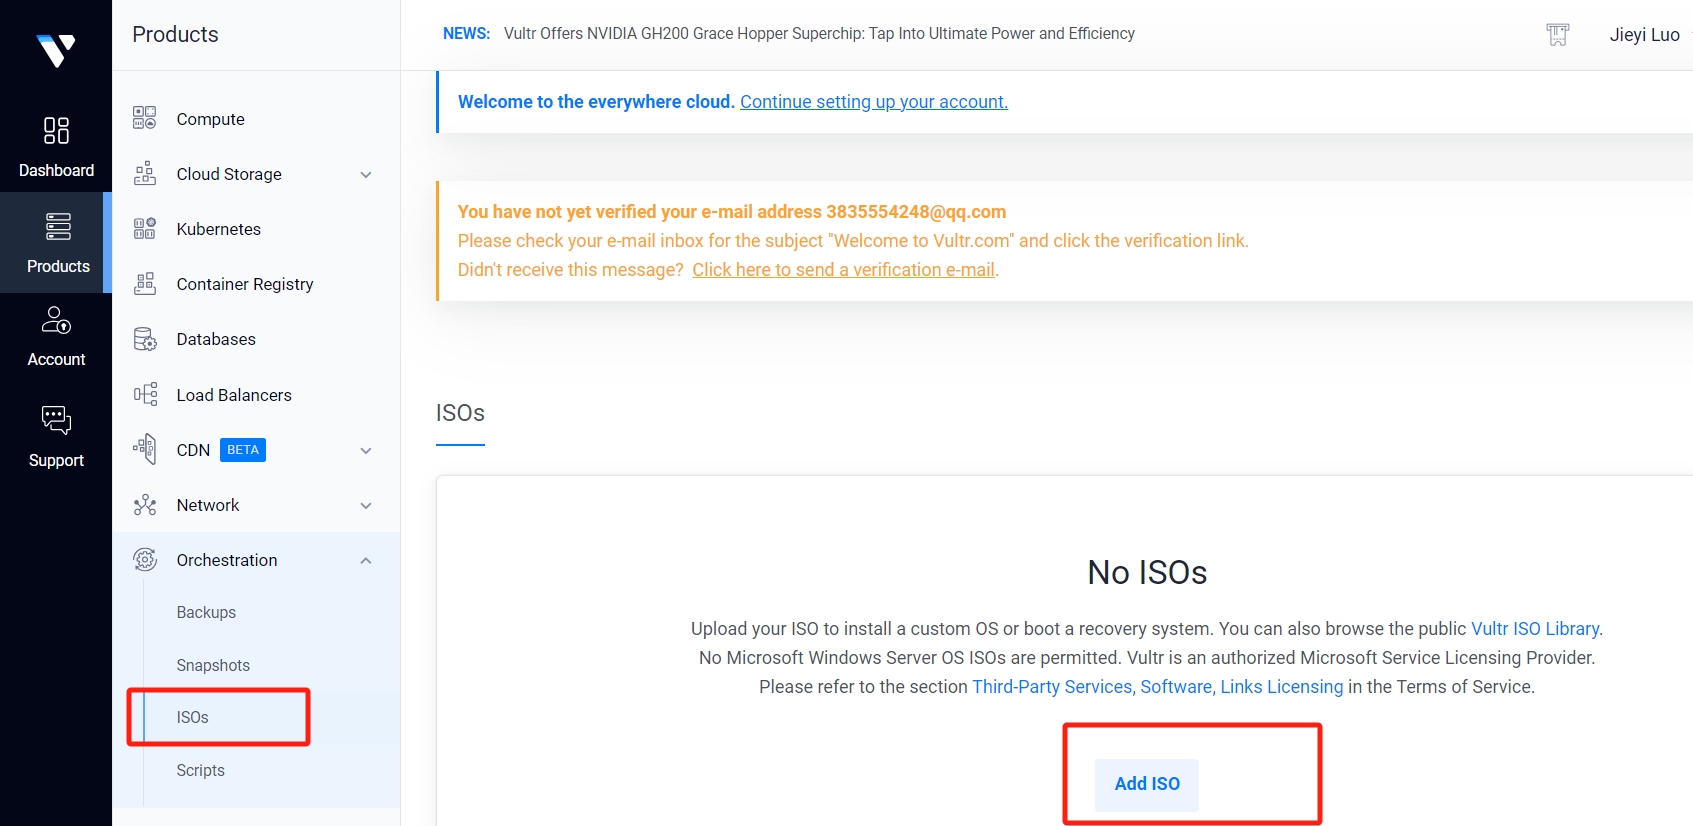 Products
NEWS: Vultr Offers NVIDIA GH200 Grace Hopper Superchip: Tap Into Ultimate Power and Efficiency
Jieyi Luo
Dashboard
Products
Account
Support
Compute
Cloud Storage
Kubernetes
Container Registry
Databases
Load Balancers
CDN BETA
Network
Orchestration
Backups
Snapshots
ISOs
Scripts
Welcome to the everywhere cloud. Continue setting up your account.
You have not yet verified your e-mail address 3835554248@qq.com
Please check your e-mail inbox for the subject "Welcome to Vultr.com" and click the verification link.
Didn't receive this message? Click here to send a verification e-mail.
ISOs
No ISOs
Upload your ISO to install a custom OS or boot a recovery system. You can also browse the public Vultr ISO Library.
No Microsoft Windows Server OS ISOs are permitted. Vultr is an authorized Microsoft Service Licensing Provider.
Please refer to the section Third-Party Services, Software, Links Licensing in the Terms of Service.
Add ISO